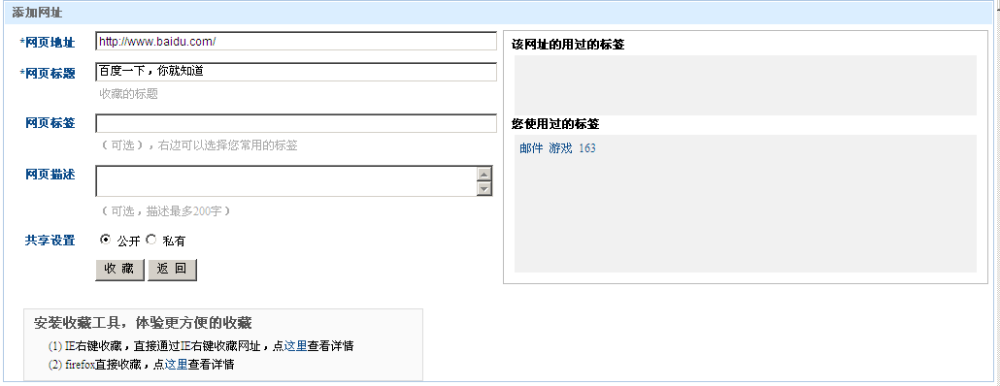 添加网址
*网页地址 http://www.baidu.com/
*网页标题 百度一下，你就知道
收藏的标题
网页标签
（可选），右边可以选择您常用的标签
网页描述
（可选，描述最多200字）
共享设置 公开 私有
收 藏 返 回
该网址的用过的标签
您使用过的标签
邮件 游戏 163
安装收藏工具，体验更方便的收藏
(1) IE右键收藏，直接通过IE右键收藏网址，点这里查看详情
(2) firefox直接收藏，点这里查看详情